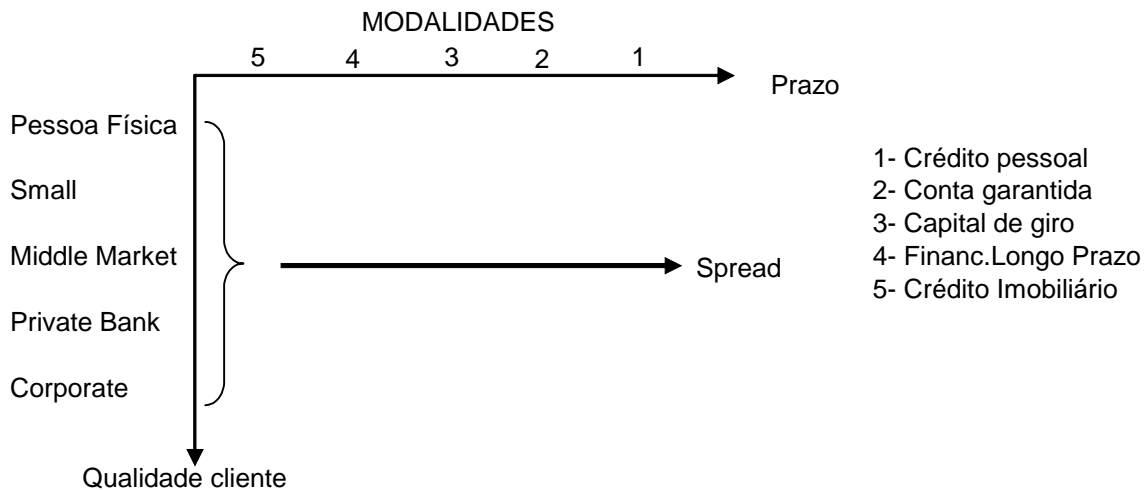 MODALIDADES
5 4 3 2 1
Prazo
Pessoa Física
Small
Middle Market
Private Bank
Corporate
Qualidade cliente
Spread
1- Crédito pessoal
2- Conta garantida
3- Capital de giro
4- Financ.Longo Prazo
5- Crédito Imobiliário